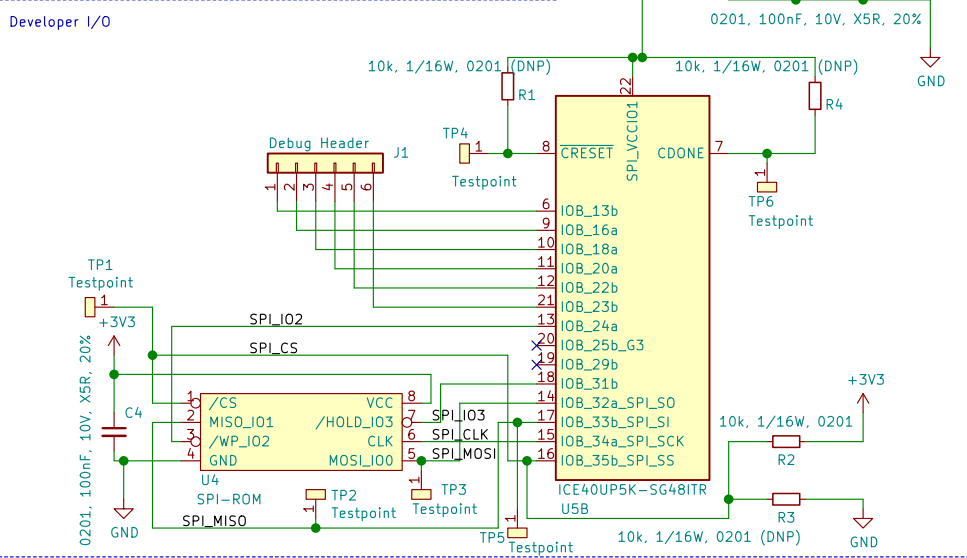 Developer I/O
0201, 100nF, 10V, X5R, 20%
GND
10k, 1/16W, 0201 (DNP)
R1
10k, 1/16W, 0201 (DNP)
R4
22
SPI_VCCIO1
TP4
1
Testpoint
8
CRESET
CDONE
7
1
TP6
Testpoint
Debug Header
J1
1
2
3
4
5
6
6
IOB_13b
9
IOB_16a
10
IOB_18a
11
IOB_20a
12
IOB_22b
21
IOB_23b
13
IOB_24a
20
IOB_25b_G3
19
IOB_29b
18
IOB_31b
14
IOB_32a_SPI_SO
17
IOB_33b_SPI_SI
15
IOB_34a_SPI_SCK
16
IOB_35b_SPI_SS
ICE40UP5K-SG48ITR
U5B
TP1
Testpoint
1
+3V3
SPI_IO2
SPI_CS
C4
0201, 100nF, 10V, X5R, 20%
GND
1
/CS
2
MISO_IO1
3
/WP_IO2
4
GND
VCC
8
/HOLD_IO3
7
CLK
6
MOSI_IO0
5
U4
SPI-ROM
SPI_IO3
SPI_CLK
SPI_MOSI
SPI_MISO
TP2
Testpoint
1
TP3
Testpoint
1
TP5
Testpoint
1
+3V3
10k, 1/16W, 0201
R2
R3
10k, 1/16W, 0201 (DNP)
GND